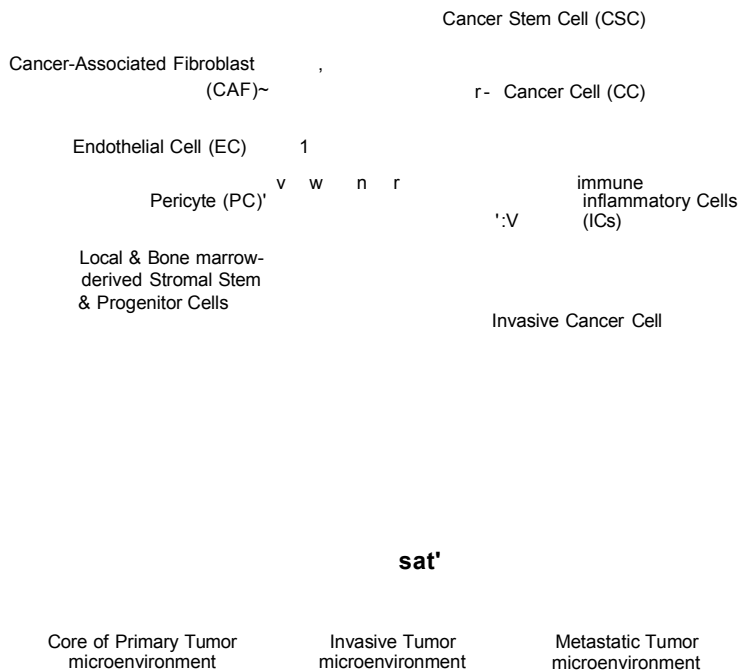 Cancer Stem Cell (CSC)
Cancer-Associated Fibroblast ,
(CAF)~
r- Cancer Cell (CC)
Endothelial Cell (EC) 1
v w n r
immune
Pericyte (PC)'
inflammatory Cells
':V (ICs)
Local & Bone marrow-
derived Stromal Stem
& Progenitor Cells
Invasive Cancer Cell
sat'
Core of Primary Tumor
microenvironment
Invasive Tumor
microenvironment
Metastatic Tumor
microenvironment